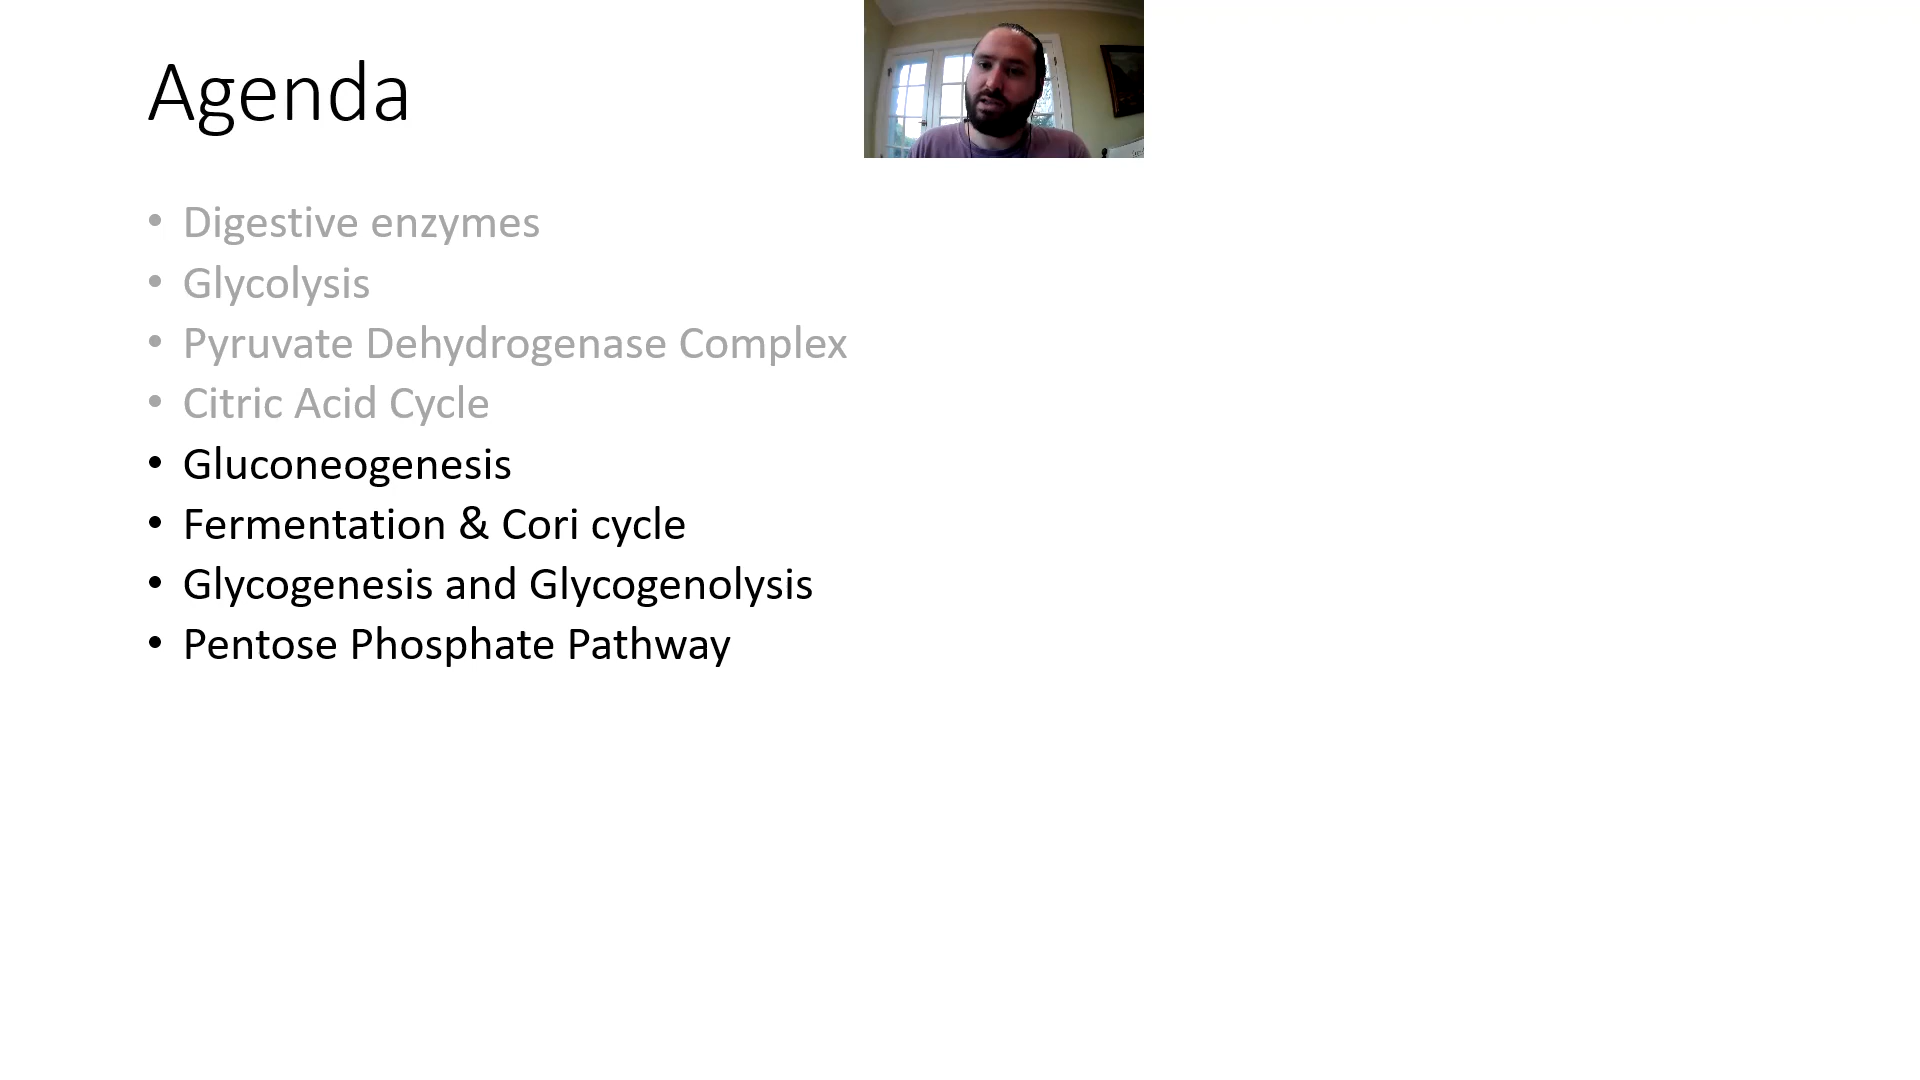 Agenda
• Digestive enzymes
• Glycolysis
• Pyruvate Dehydrogenase Complex
• Citric Acid Cycle
• Gluconeogenesis
• Fermentation & Cori cycle
• Glycogenesis and Glycogenolysis
• Pentose Phosphate Pathway